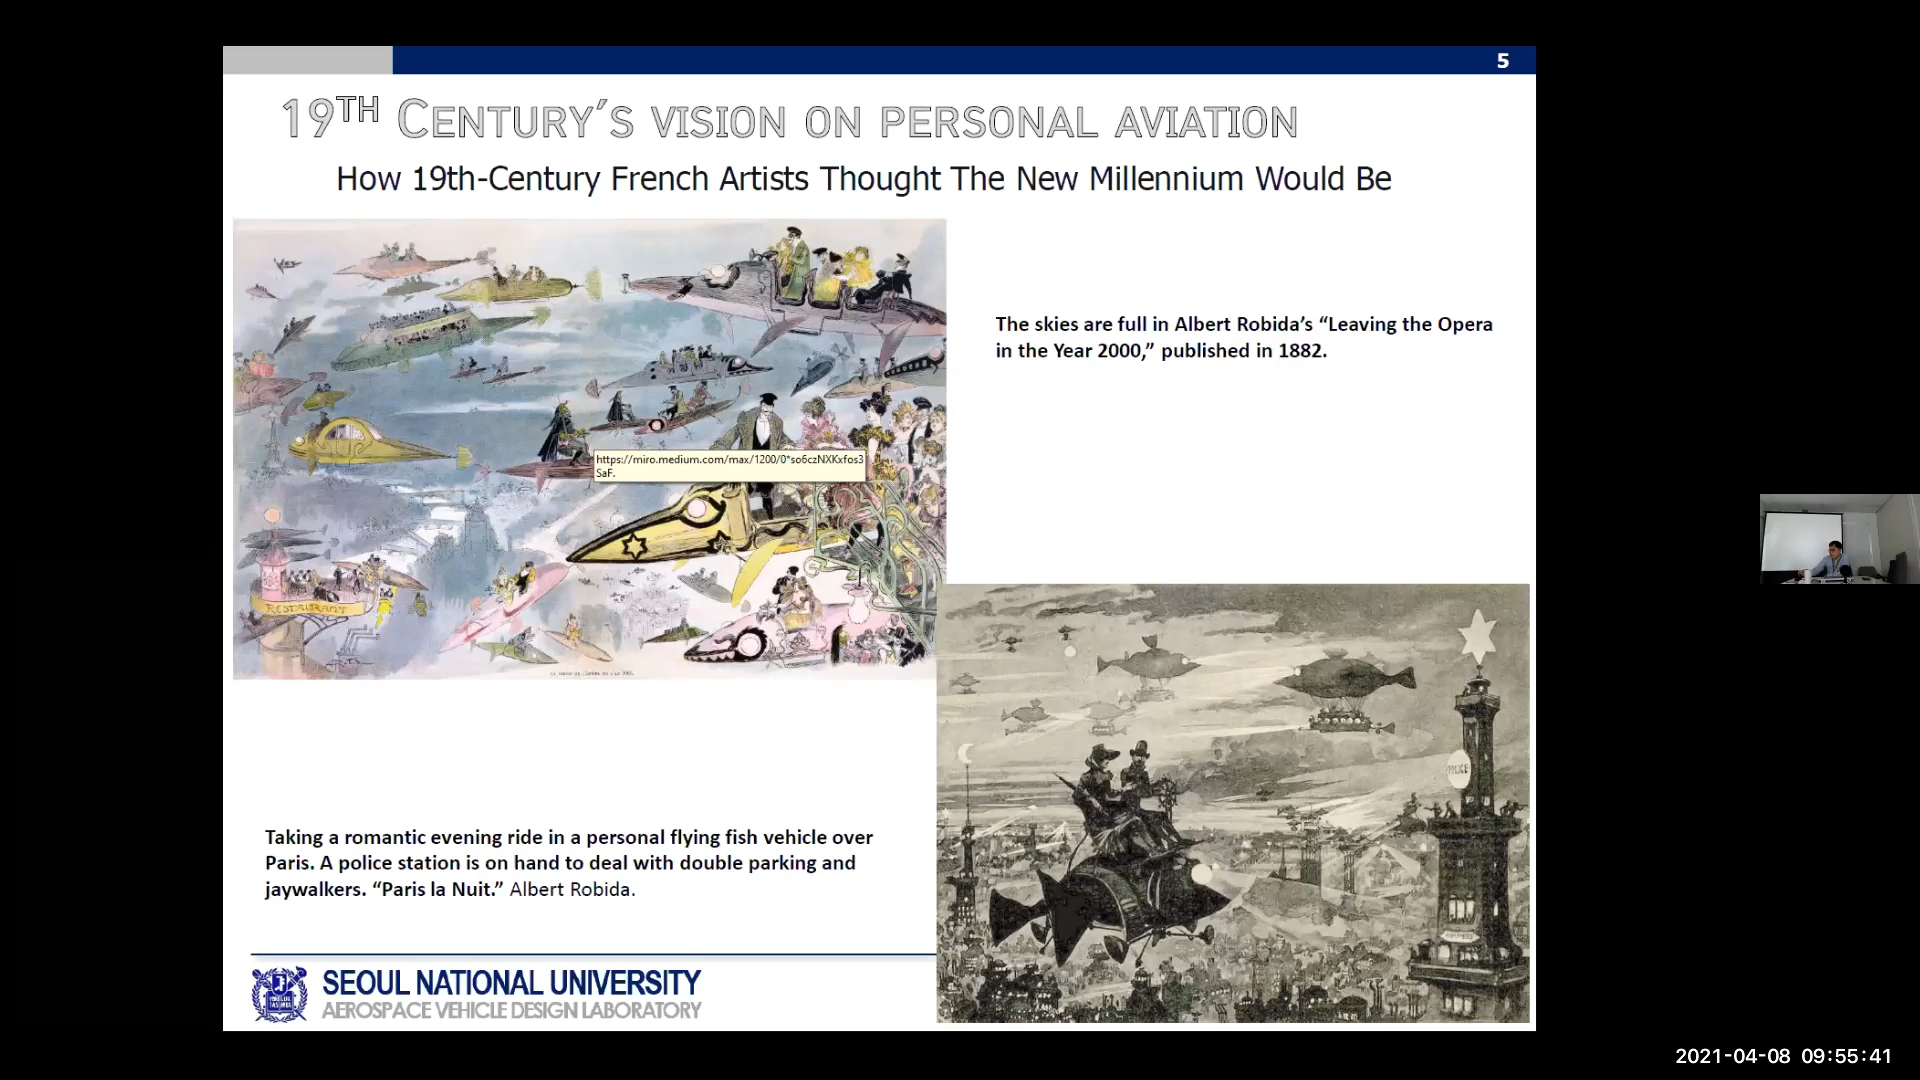 5
19TH CENTURY'S VISION ON PERSONAL AVIATION
How 19th-Century French Artists Thought The New Millennium Would Be
The skies are full in Albert Robida’s “Leaving the Opera
in the Year 2000,” published in 1882.
https://miro.medium.com/max/1200/0*so6czNXKxfos3
SaF.
RESTAURANT
POLICE
Taking a romantic evening ride in a personal flying fish vehicle over
Paris. A police station is on hand to deal with double parking and
jaywalkers. “Paris la Nuit.” Albert Robida.
SEOUL NATIONAL UNIVERSITY
AEROSPACE VEHICLE DESIGN LABORATORY
2021-04-08 09:55:41